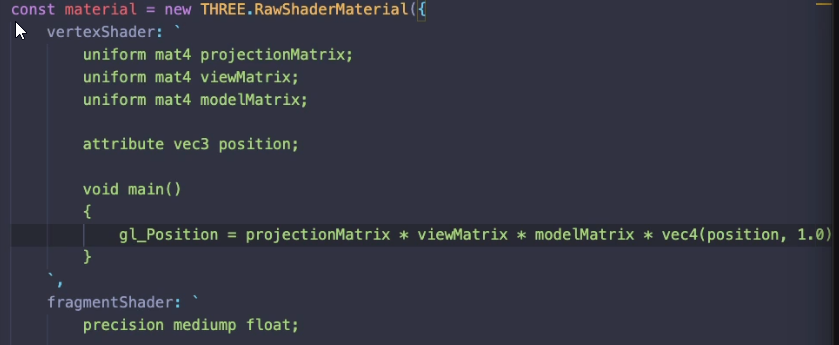 const material = new THREE.RawShaderMaterial({
vertexShader: `
uniform mat4 projectionMatrix;
uniform mat4 viewMatrix;
uniform mat4 modelMatrix;
attribute vec3 position;
void main()
{
gl_Position = projectionMatrix * viewMatrix * modelMatrix * vec4(position, 1.0)
}
`,
fragmentShader: `
precision mediump float;